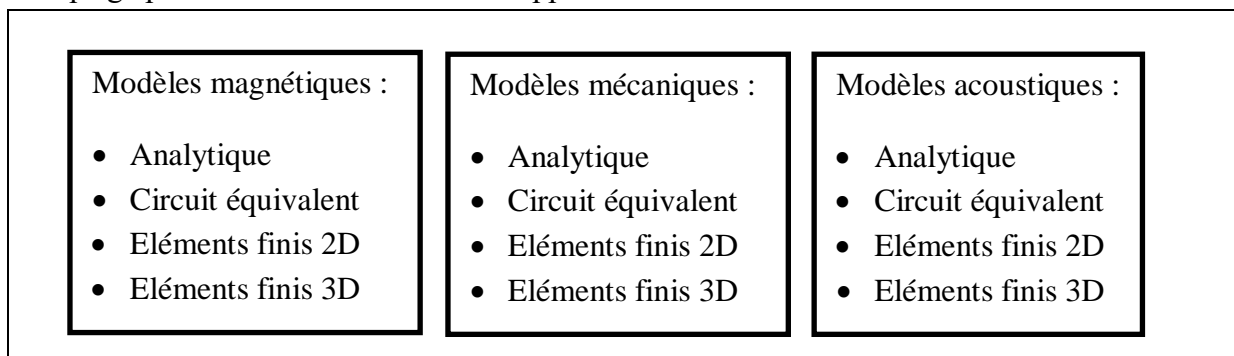 Modèles magnétiques :
• Analytique
• Circuit équivalent
• Eléments finis 2D
• Eléments finis 3D
Modèles mécaniques :
• Analytique
• Circuit équivalent
• Eléments finis 2D
• Eléments finis 3D
Modèles acoustiques :
• Analytique
• Circuit équivalent
• Eléments finis 2D
• Eléments finis 3D